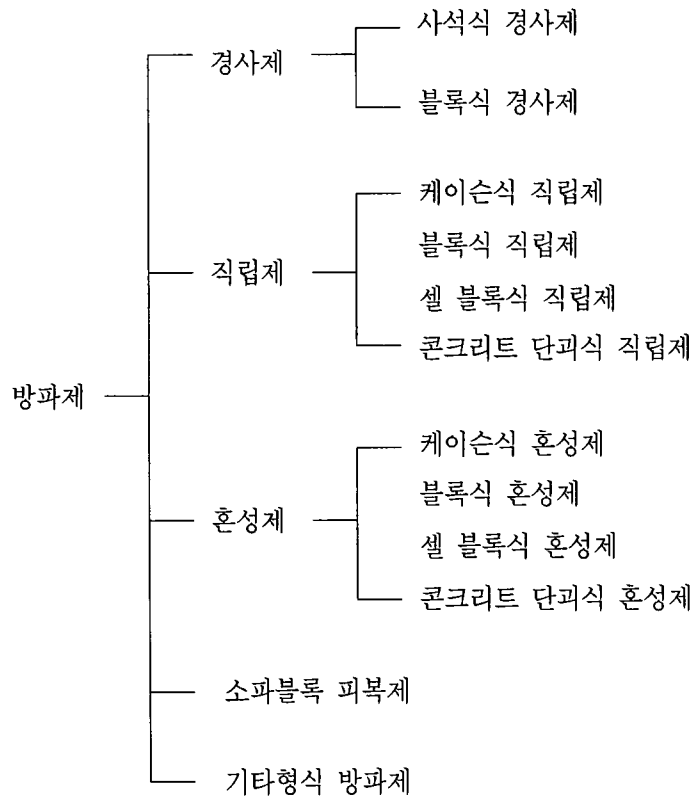 방파제
경사제
사석식 경사제
블록식 경사제
직립제
케이슨식 직립제
블록식 직립제
셀 블록식 직립제
콘크리트 단괴식 직립제
혼성제
케이슨식 혼성제
블록식 혼성제
셀 블록식 혼성제
콘크리트 단괴식 혼성제
소파블록 피복제
기타형식 방파제